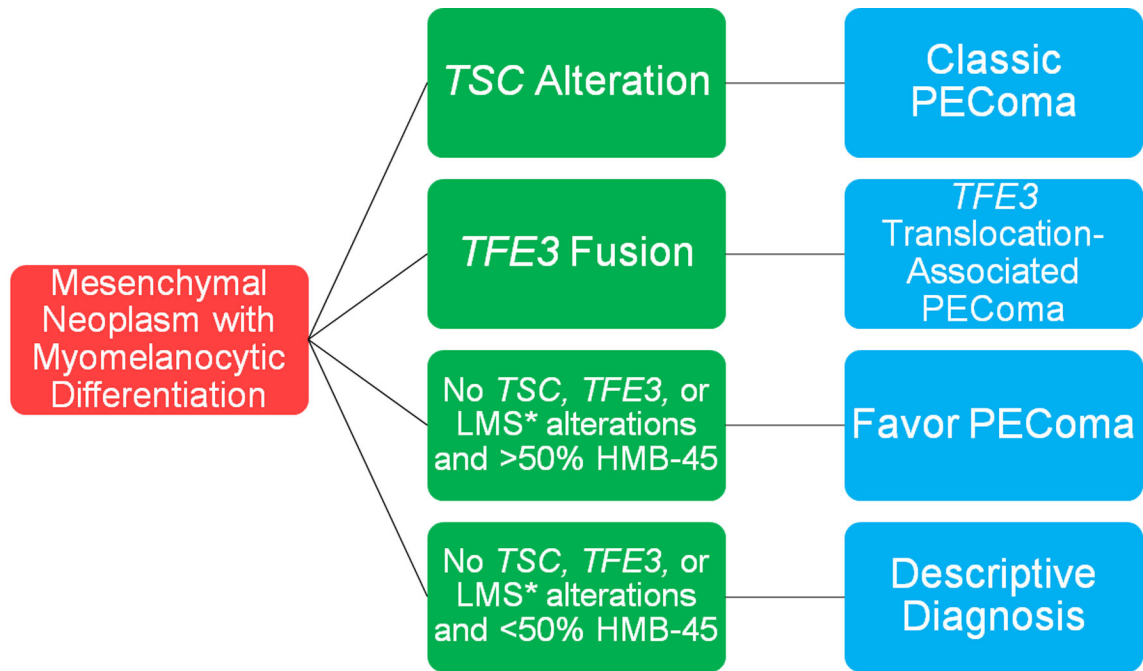 Mesenchymal
Neoplasm with
Myomelanocytic
Differentiation
TSC Alteration
Classic
PEComa
TFE3 Fusion
TFE3
Translocation-
Associated
PEComa
No TSC, TFE3, or
LMS* alterations
and >50% HMB-45
Favor PEComa
No TSC, TFE3, or
LMS* alterations
and <50% HMB-45
Descriptive
Diagnosis